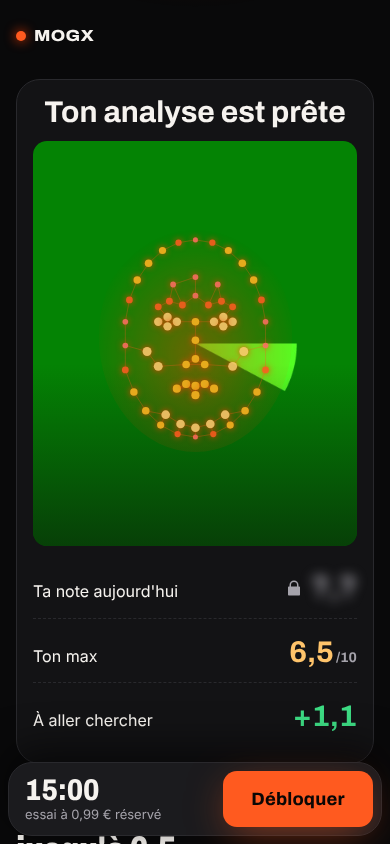 MOGX
Ton analyse est prête
Ta note aujourd'hui
Ton max
6,5/10
À aller chercher
+1,1
15:00
essai à 0,99 € réservé
Débloquer